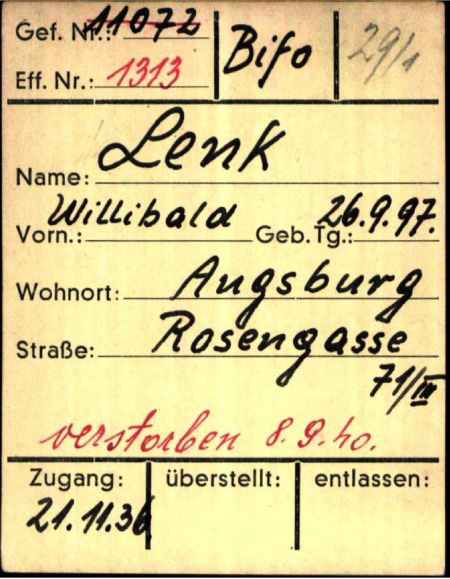 Gef. Nr.: 11072
Eff. Nr.: 1313
Bifo
29/1
Name: Lenk
Vorn.: Willibald Geb.Tg.: 26.9.97.
Wohnort: Augsburg
Straße: Rosengasse
71/III
verstorben 8.9.40.
Zugang: überstellt: entlassen:
21.11.36